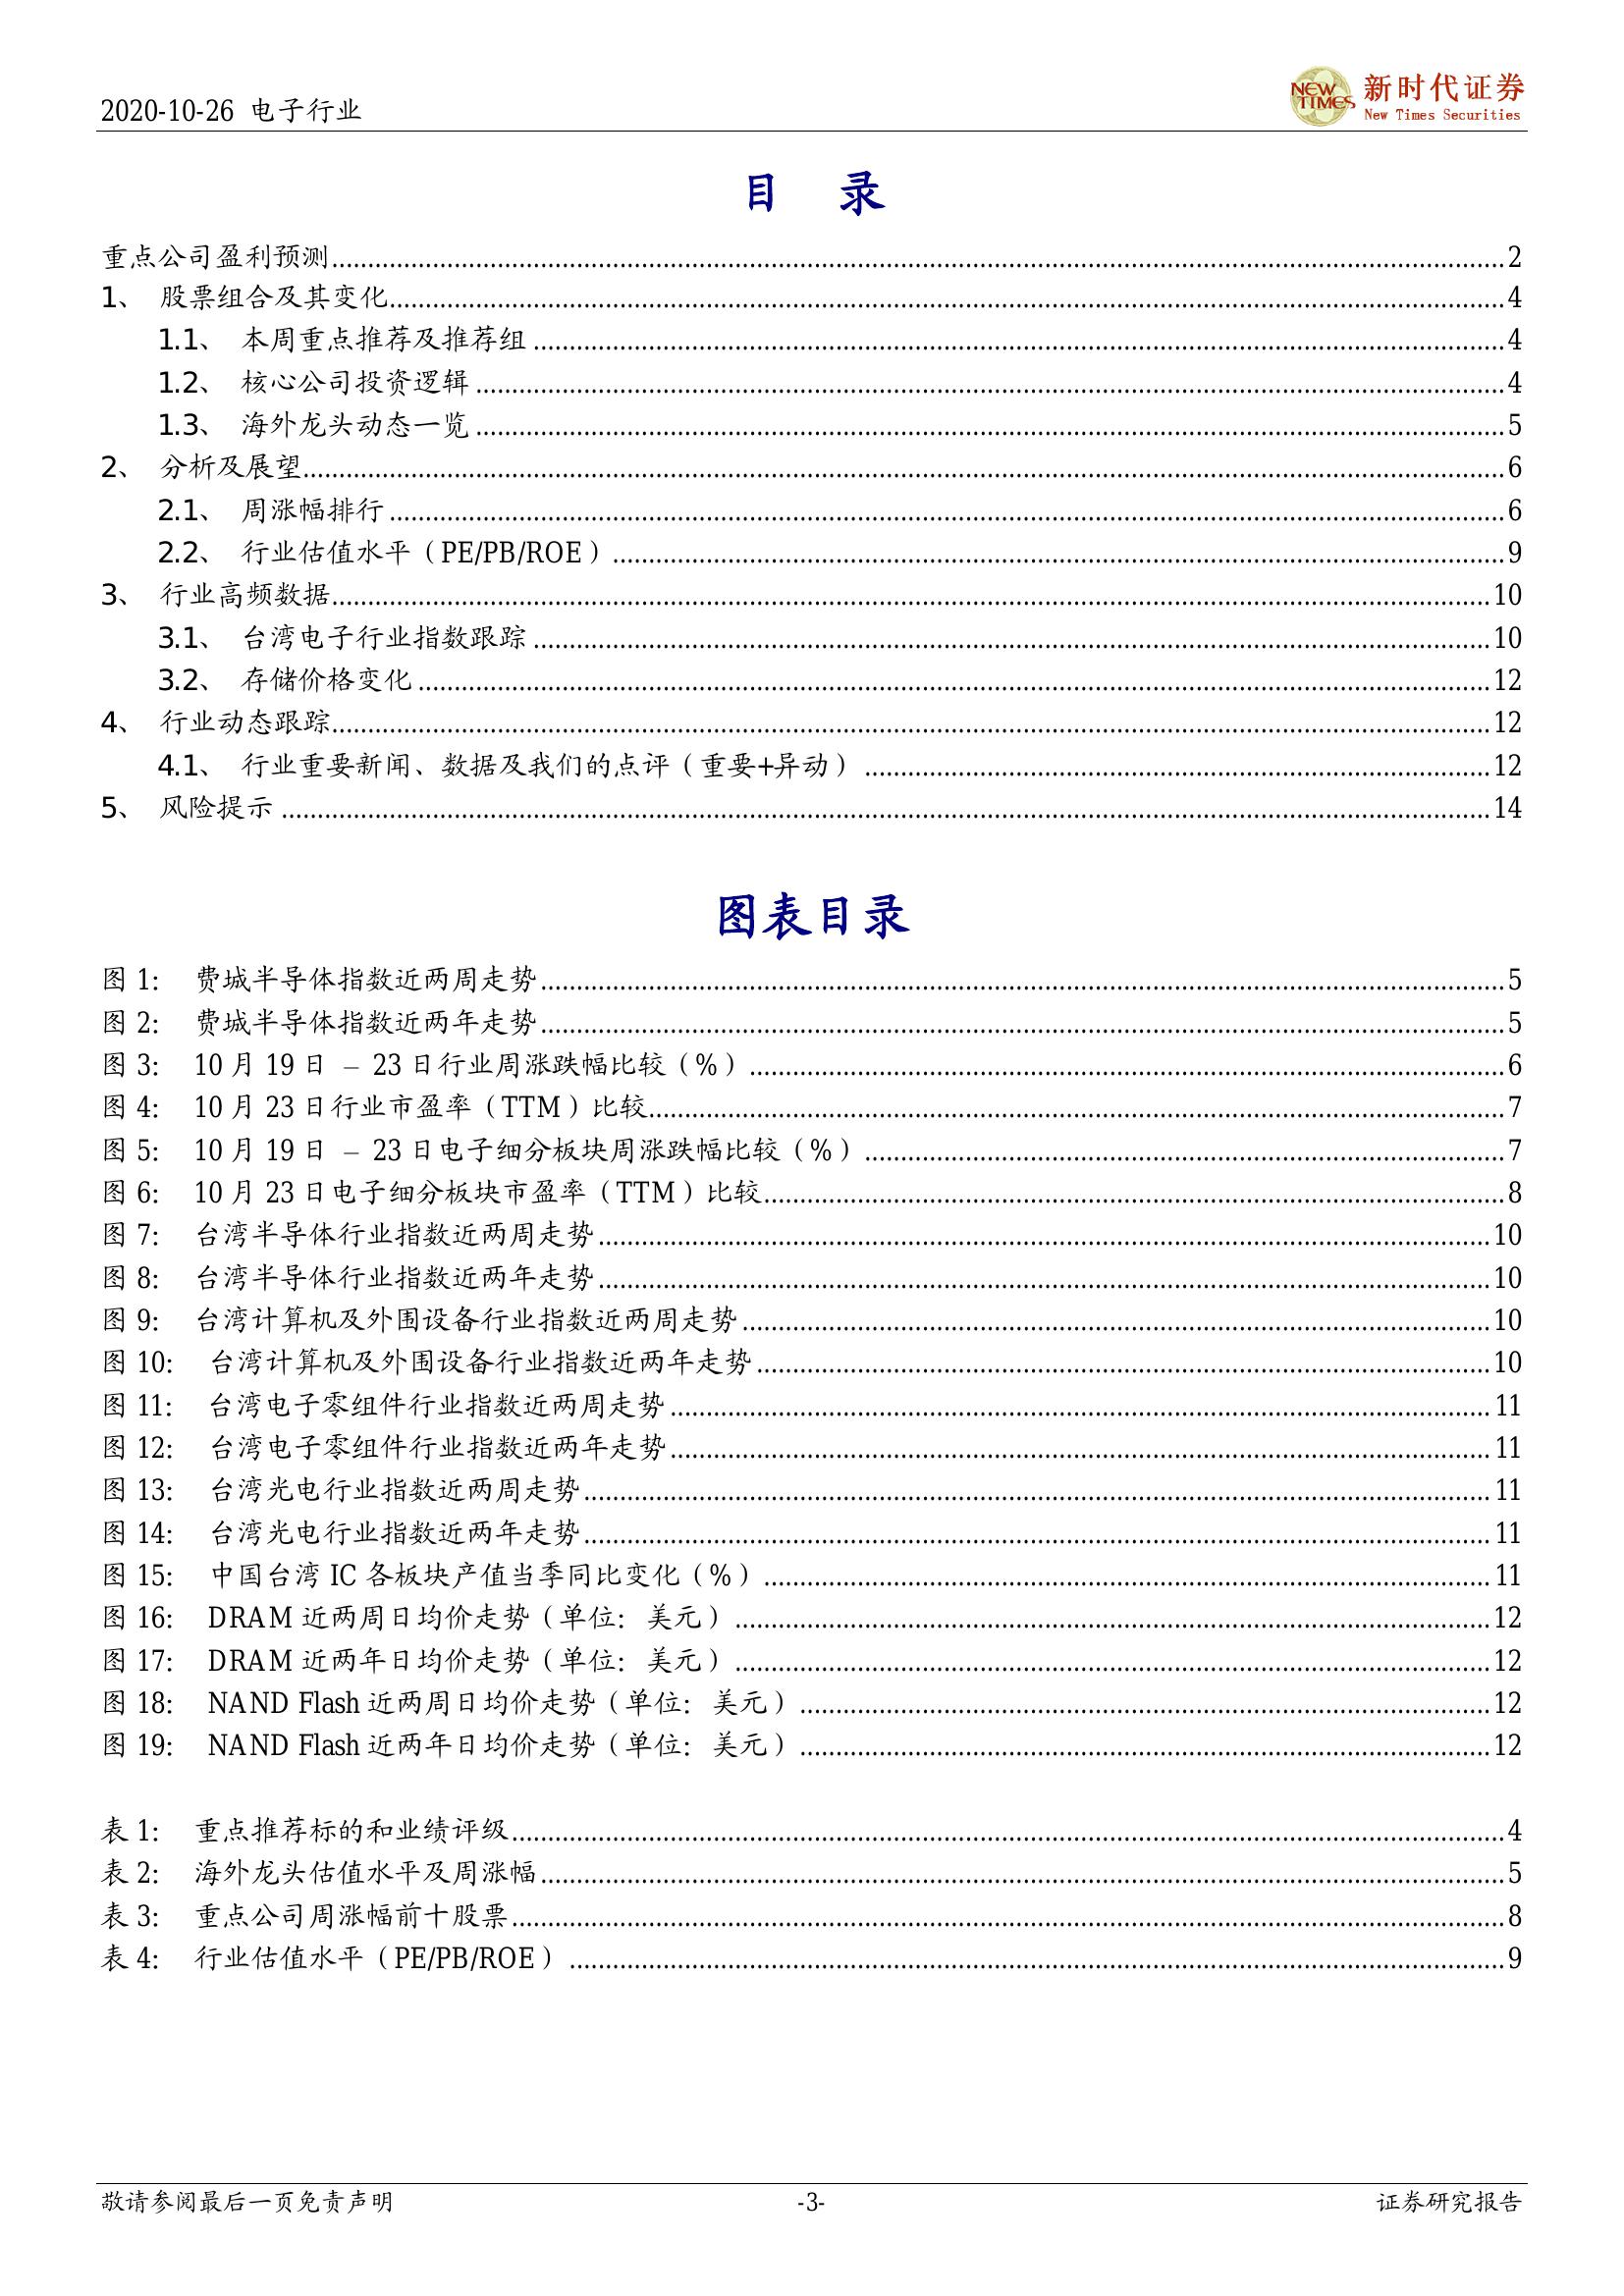 2020-10-26 电子行业
NEW TIMES 新时代证券
New Times Securities
目 录
重点公司盈利预测........................2
1、 股票组合及其变化........................4
1.1、 本周重点推荐及推荐组........................4
1.2、 核心公司投资逻辑........................4
1.3、 海外龙头动态一览........................5
2、 分析及展望........................6
2.1、 周涨幅排行........................6
2.2、 行业估值水平（PE/PB/ROE）........................9
3、 行业高频数据........................10
3.1、 台湾电子行业指数跟踪........................10
3.2、 存储价格变化........................12
4、 行业动态跟踪........................12
4.1、 行业重要新闻、数据及我们的点评（重要+异动）........................12
5、 风险提示........................14
图表目录
图 1: 费城半导体指数近两周走势........................5
图 2: 费城半导体指数近两年走势........................5
图 3: 10 月 19 日 – 23 日行业周涨跌幅比较（%）........................6
图 4: 10 月 23 日行业市盈率（TTM）比较........................7
图 5: 10 月 19 日 – 23 日电子细分板块周涨跌幅比较（%）........................7
图 6: 10 月 23 日电子细分板块市盈率（TTM）比较........................8
图 7: 台湾半导体行业指数近两周走势........................10
图 8: 台湾半导体行业指数近两年走势........................10
图 9: 台湾计算机及外围设备行业指数近两周走势........................10
图 10: 台湾计算机及外围设备行业指数近两年走势........................10
图 11: 台湾电子零组件行业指数近两周走势........................11
图 12: 台湾电子零组件行业指数近两年走势........................11
图 13: 台湾光电行业指数近两周走势........................11
图 14: 台湾光电行业指数近两年走势........................11
图 15: 中国台湾 IC 各板块产值当季同比变化（%）........................11
图 16: DRAM 近两周日均价走势（单位: 美元）........................12
图 17: DRAM 近两年日均价走势（单位: 美元）........................12
图 18: NAND Flash 近两周日均价走势（单位: 美元）........................12
图 19: NAND Flash 近两年日均价走势（单位: 美元）........................12
表 1: 重点推荐标的和业绩评级........................4
表 2: 海外龙头估值水平及周涨幅........................5
表 3: 重点公司周涨幅前十股票........................8
表 4: 行业估值水平（PE/PB/ROE）........................9
敬请参阅最后一页免责声明 -3- 证券研究报告